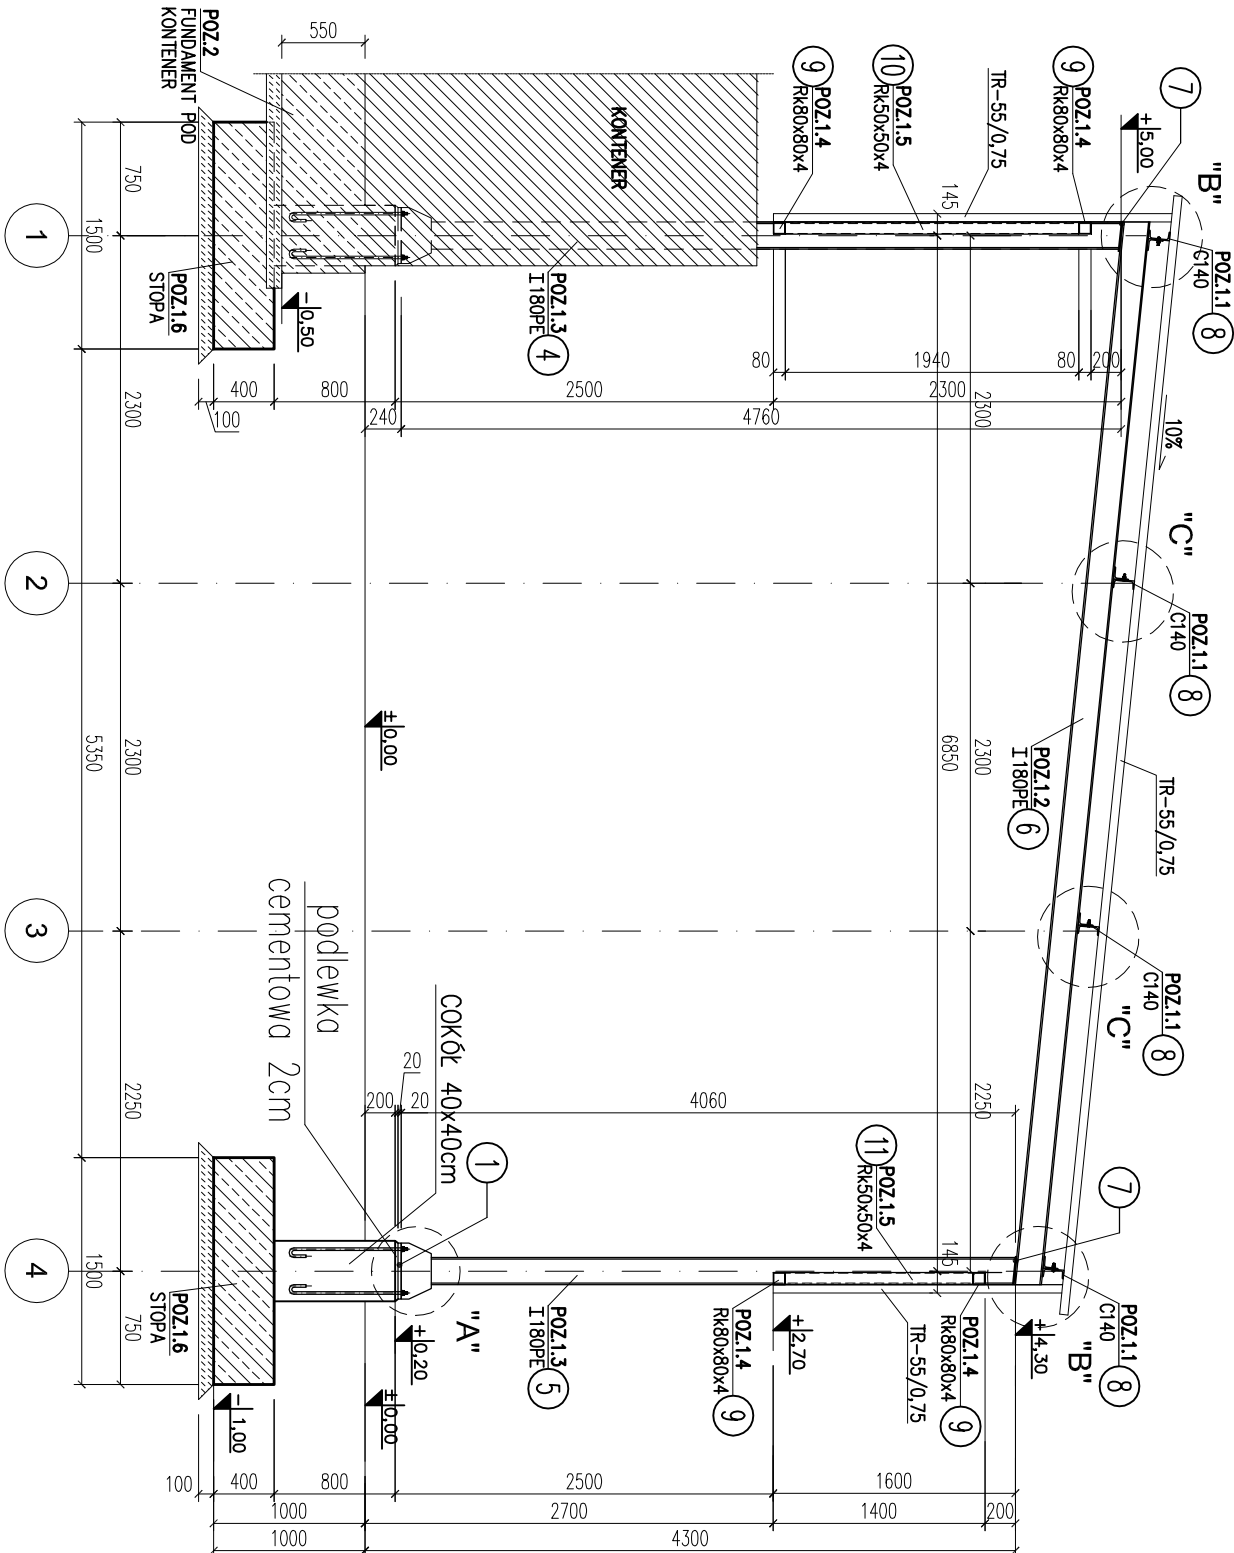 "B"
POZ.1.1
C140
8
7
+5,00
9
POZ.1.4
Rk80x80x4
TR-55/0,75
10
POZ.1.5
Rk50x50x4
9
POZ.1.4
Rk80x80x4
145
KONTENER
550
POZ.2
FUNDAMENT POD
KONTENER
POZ.1.3
I180PE
4
-0,50
POZ.1.6
STOPA
750
1500
1
80
1940
80
200
400
800
2500
2300
100
240
4760
2300
2300
10%
"C"
POZ.1.1
C140
8
2
±0,00
TR-55/0,75
POZ.1.2
I180PE
6
2300
6850
2300
5350
3
POZ.1.1
C140
8
"C"
podlewka
cementowa 2cm
COKÓŁ 40x40cm
20
200
20
4060
2250
2250
1
11
POZ.1.5
Rk50x50x4
7
145
4
1500
750
POZ.1.6
STOPA
"A"
POZ.1.3
I180PE
5
POZ.1.4
Rk80x80x4
9
TR-55/0,75
POZ.1.4
Rk80x80x4
9
POZ.1.1
C140
8
"B"
+4,30
+2,70
+0,20
±0,00
-1,00
100
400
800
2500
1600
1000
2700
1400
200
1000
4300